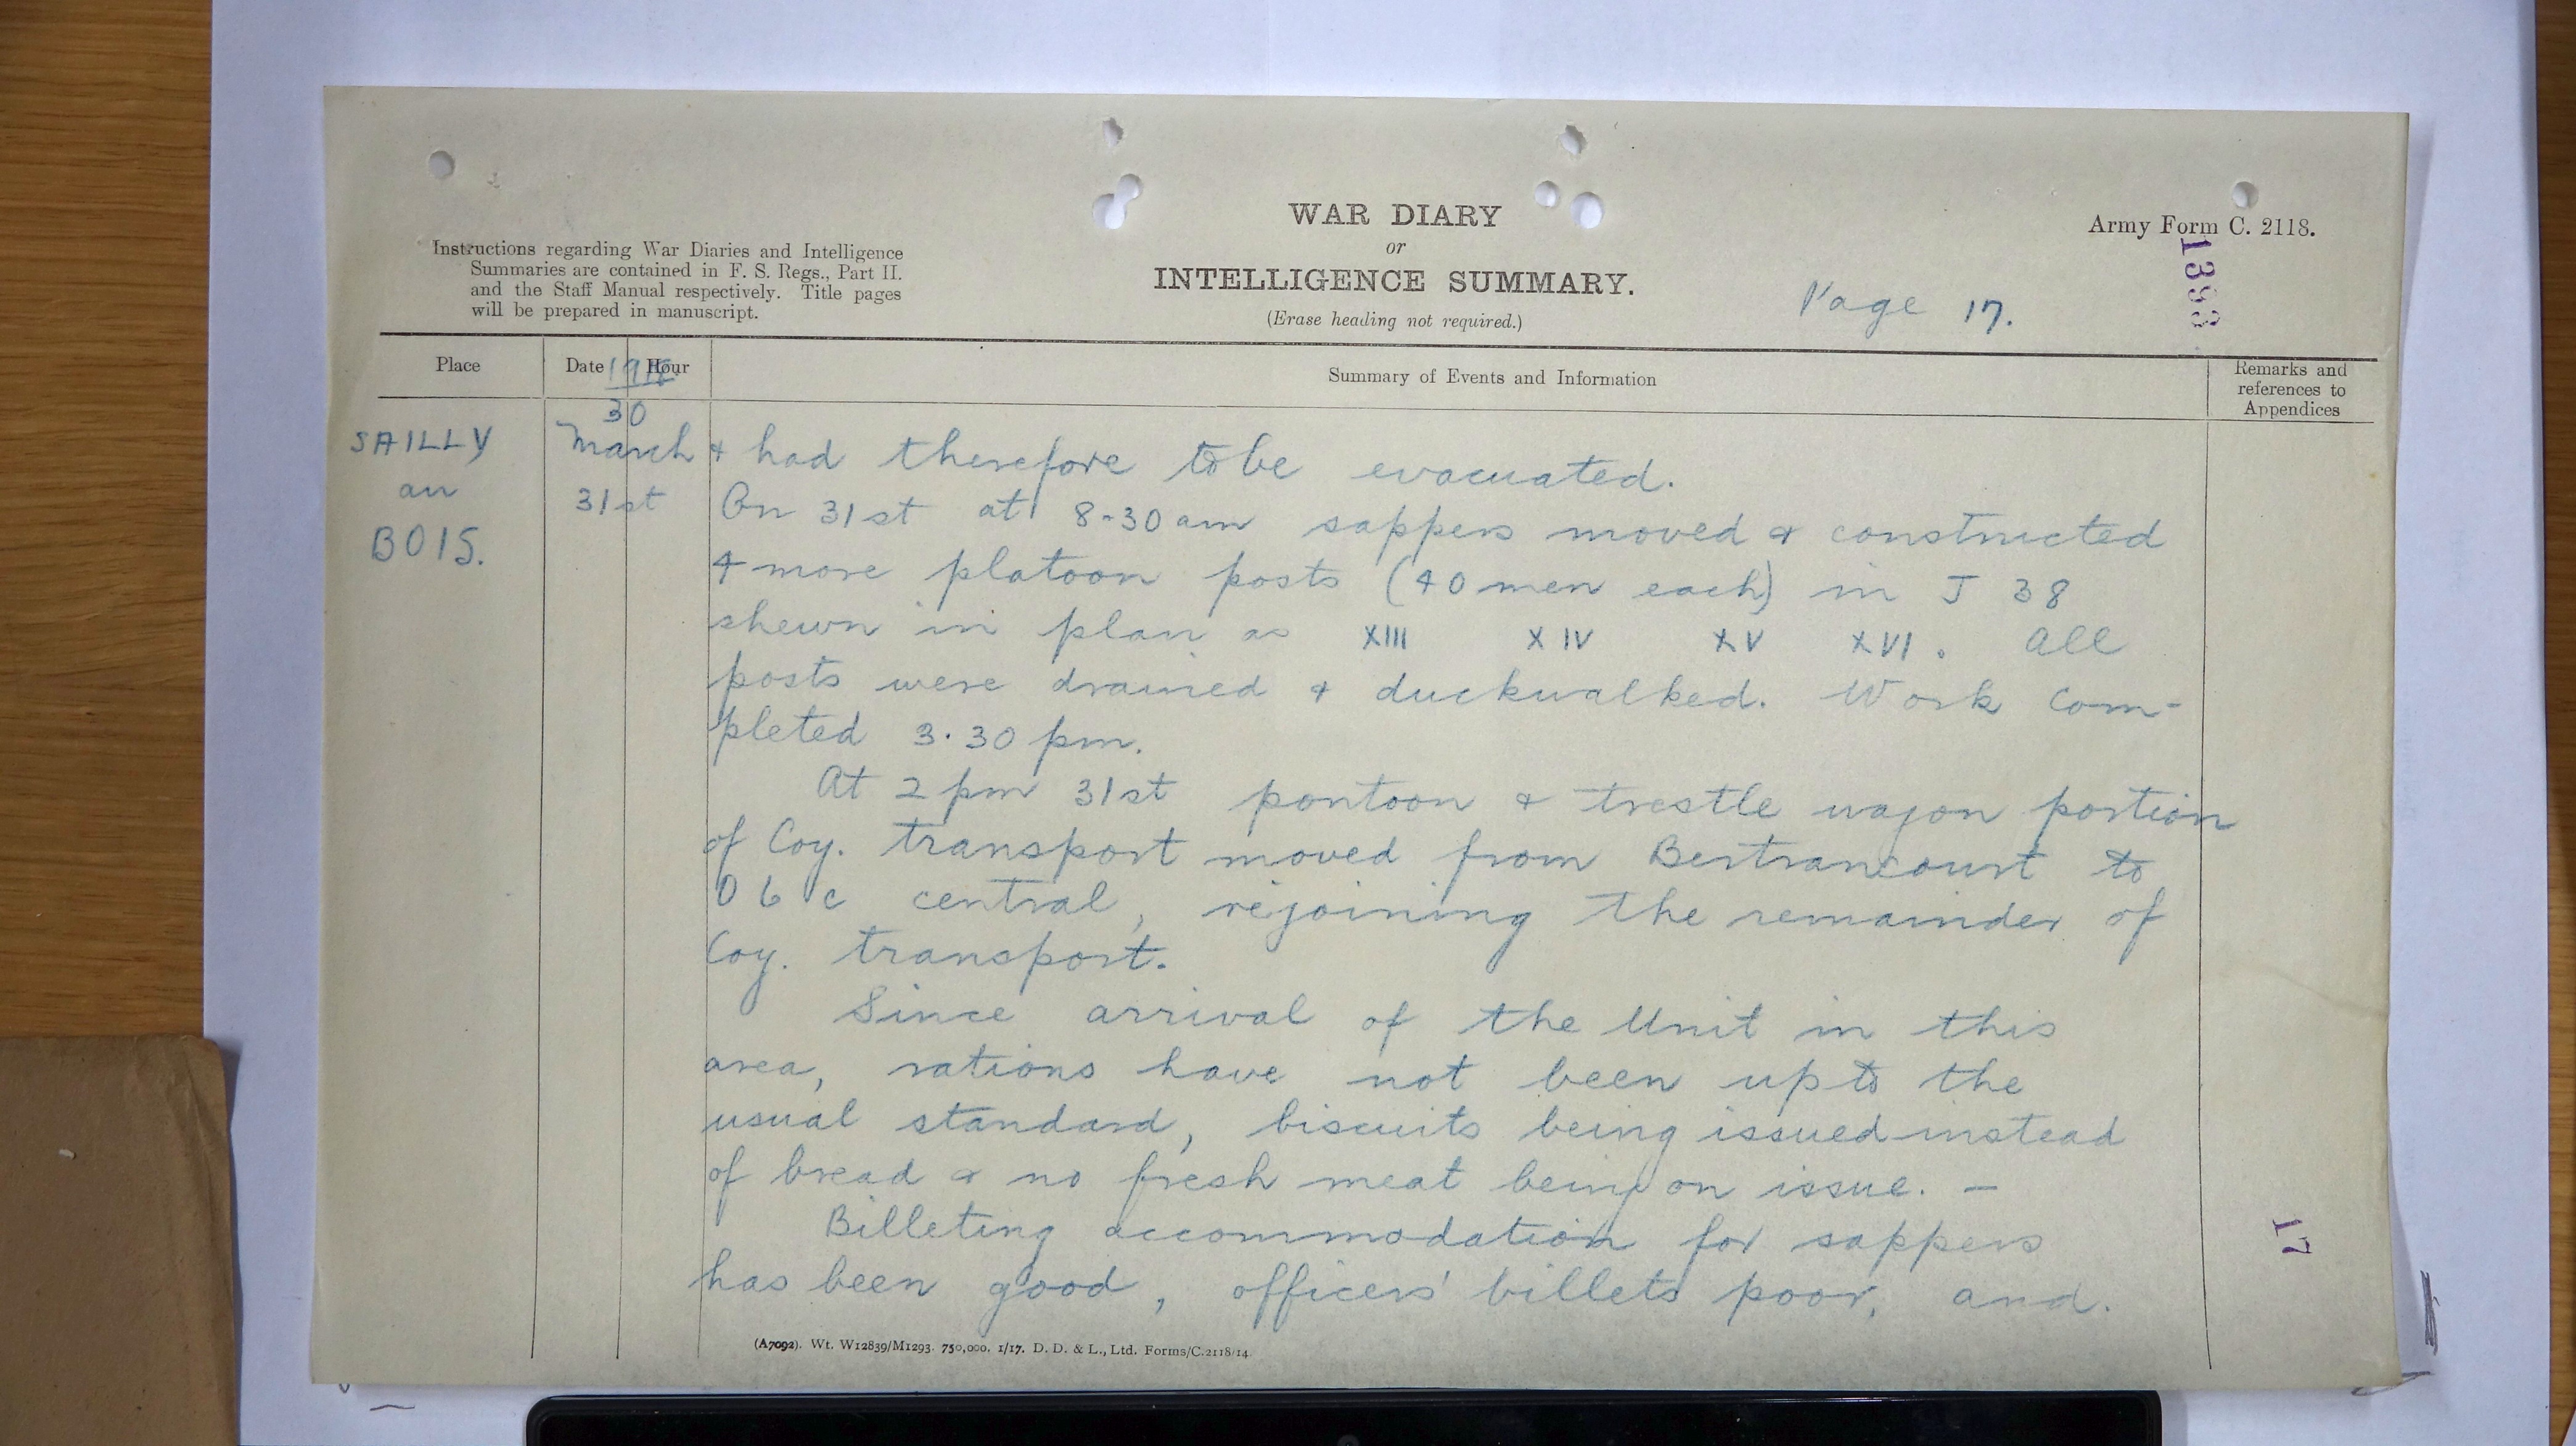 WAR DIARY
or
INTELLIGENCE SUMMARY.
(Erase heading not required.)
Army Form C. 2118.
1393
Instructions regarding War Diaries and Intelligence
Summaries are contained in F. S. Regs., Part II.
and the Staff Manual respectively. Title pages
will be prepared in manuscript.
Page 17.
Place
Date
1918
Hour
Summary of Events and Information
Remarks and
references to
Appendices
SAILLY
au
BOIS.
30
March
31st
& had therefore to be evacuated.
On 31st at 8-30 am sappers moved & constructed
4 more platoon posts (40 men each) in J 38
shewn in plan as XIII XIV XV XVI. All
posts were drained & duckwalked. Work com-
pleted 3.30 pm.
At 2 pm 31st pontoon & trestle wagon portion
of Coy. transport moved from Bertrancourt to
O 6 c central, rejoining the remainder of
Coy. transport.
Since arrival of the Unit in this
area, rations have not been up to the
usual standard, biscuits being issued instead
of bread & no fresh meat being on issue. —
Billeting accommodation for sappers
has been good, officers' billets poor, and.
17
(A7092). Wt. W12839/M1293. 750,000. 1/17. D. D. & L., Ltd. Forms/C.2118/14.